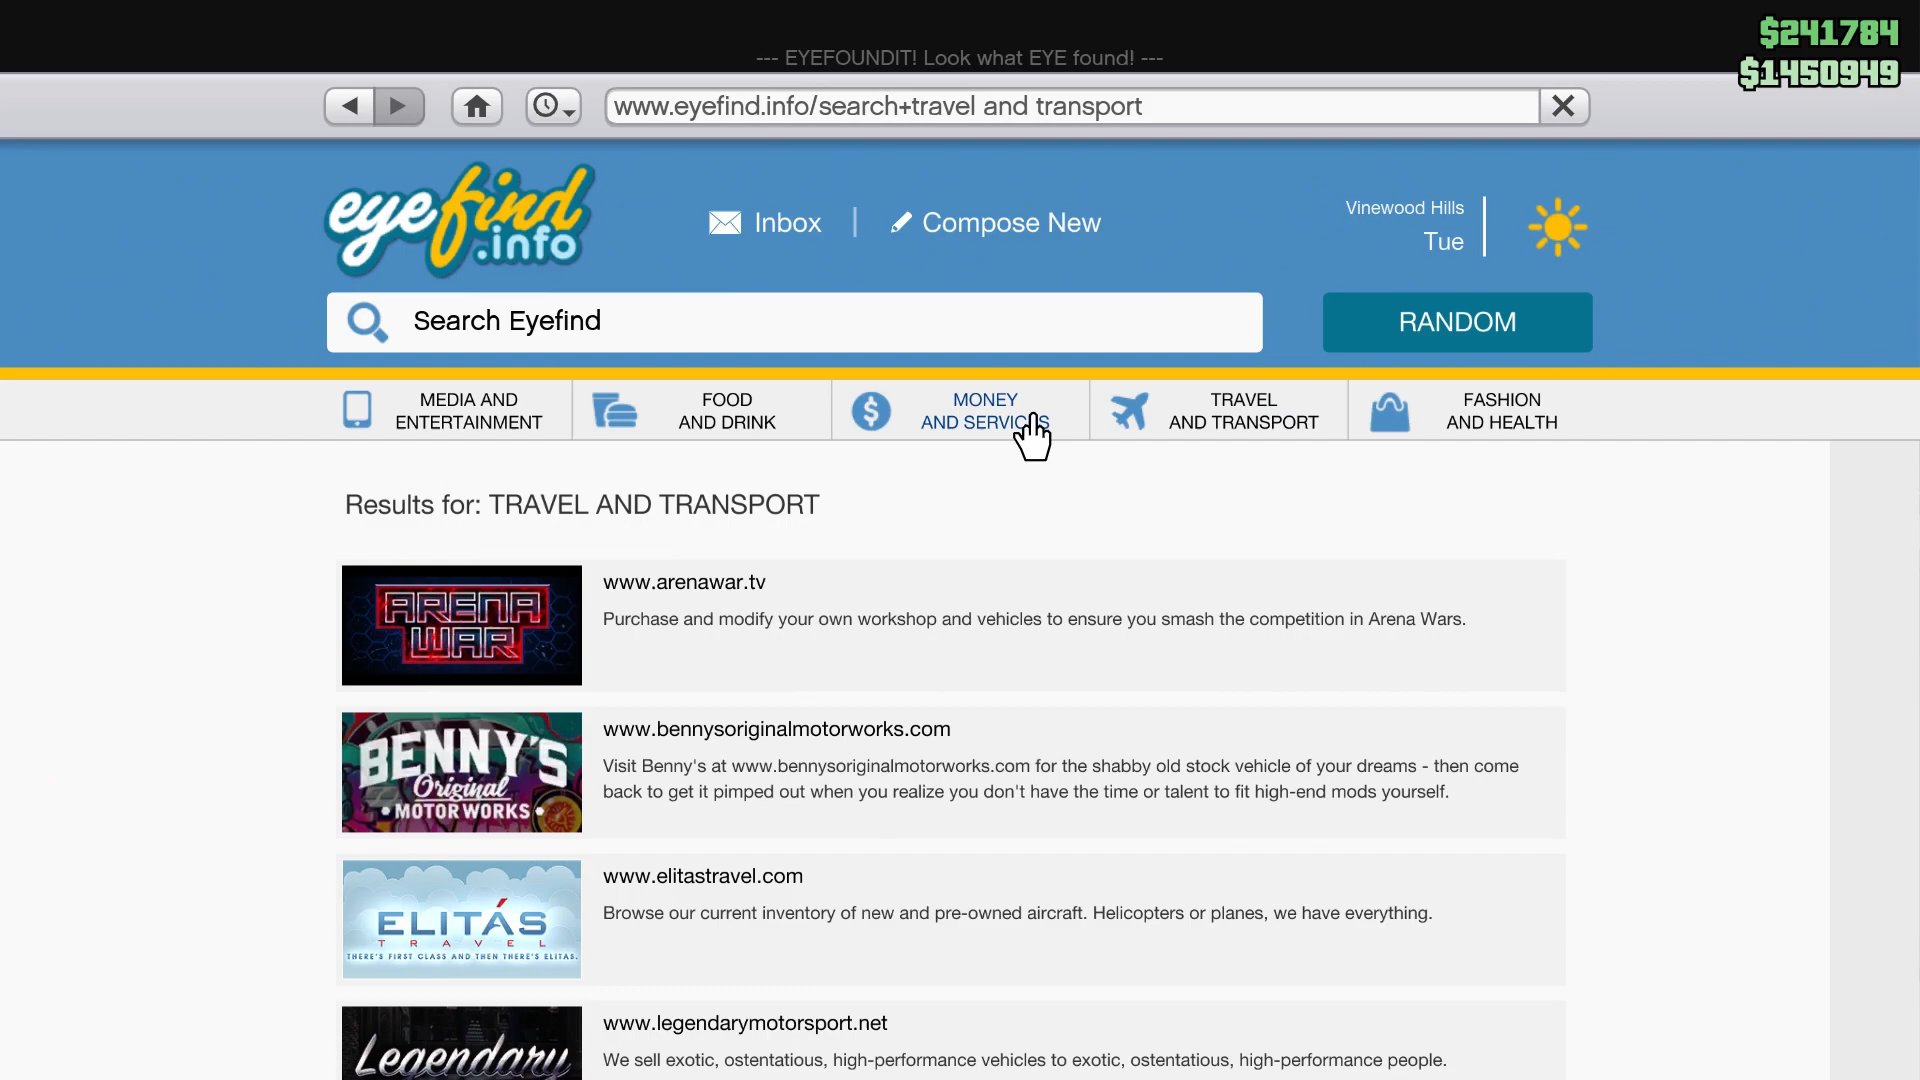 $241784
--- EYEFOUNDIT! Look what EYE found! ---
$1450949
www.eyefind.info/search+travel and transport
eyefind
.info
Inbox
Compose New
Vinewood Hills
Tue
Search Eyefind
RANDOM
MEDIA AND
ENTERTAINMENT
FOOD
AND DRINK
MONEY
AND SERVICES
TRAVEL
AND TRANSPORT
FASHION
AND HEALTH
Results for: TRAVEL AND TRANSPORT
ARENA
WAR
www.arenawar.tv
Purchase and modify your own workshop and vehicles to ensure you smash the competition in Arena Wars.
BENNY'S
Original
MOTOR WORKS
www.bennysoriginalmotorworks.com
Visit Benny's at www.bennysoriginalmotorworks.com for the shabby old stock vehicle of your dreams - then come
back to get it pimped out when you realize you don't have the time or talent to fit high-end mods yourself.
ELITÁS
TRAVEL
THERE'S FIRST CLASS AND THEN THERE'S ELITAS.
www.elitastravel.com
Browse our current inventory of new and pre-owned aircraft. Helicopters or planes, we have everything.
Legendary
www.legendarymotorsport.net
We sell exotic, ostentatious, high-performance vehicles to exotic, ostentatious, high-performance people.